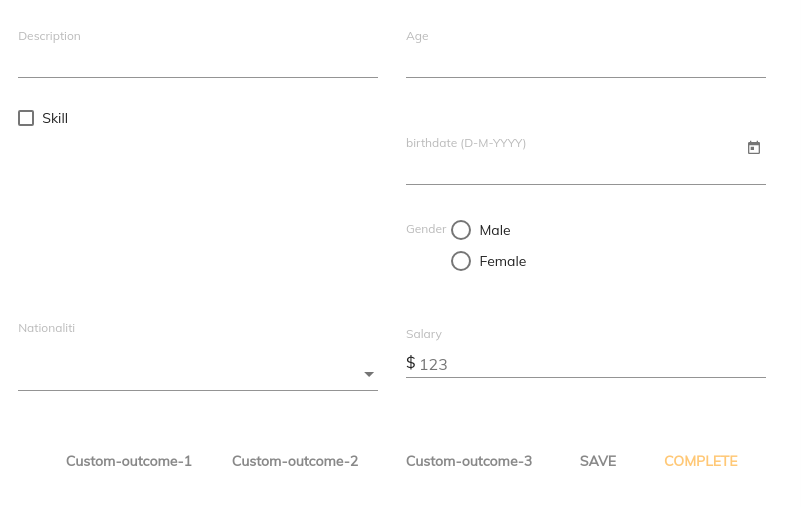 Description
Age
Skill
birthdate (D-M-YYYY)
Gender
Male
Female
Nationaliti
Salary
$ 123
Custom-outcome-1 Custom-outcome-2 Custom-outcome-3 SAVE COMPLETE